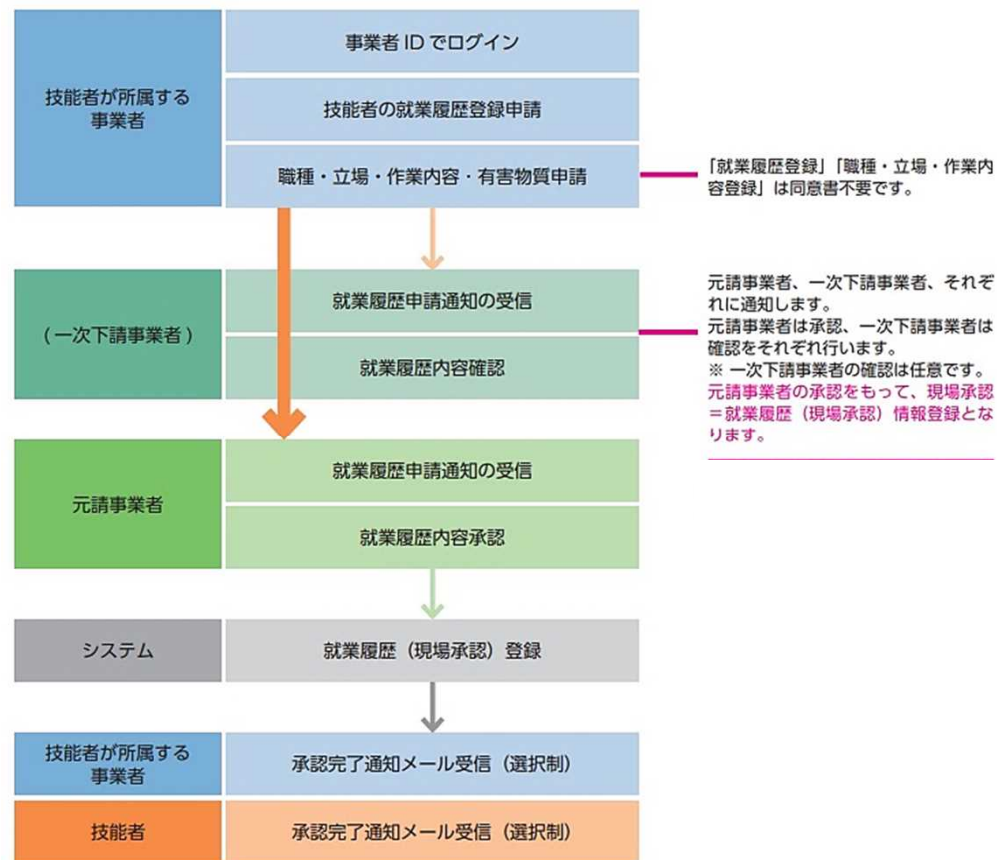 事業者 ID でログイン
技能者が所属する
事業者
技能者の就業履歴登録申請
職種・立場・作業内容・有害物質申請
「就業履歴登録」「職種・立場・作業内
容登録」は同意書不要です。
(一次下請事業者)
就業履歴申請通知の受信
就業履歴内容確認
元請事業者、一次下請事業者、それぞ
れに通知します。
元請事業者は承認、一次下請事業者は
確認をそれぞれ行います。
※ 一次下請事業者の確認は任意です。
元請事業者の承認をもって、現場承認
=就業履歴（現場承認）情報登録とな
ります。
元請事業者
就業履歴申請通知の受信
就業履歴内容承認
システム
就業履歴（現場承認）登録
技能者が所属する
事業者
承認完了通知メール受信（選択制）
技能者
承認完了通知メール受信（選択制）